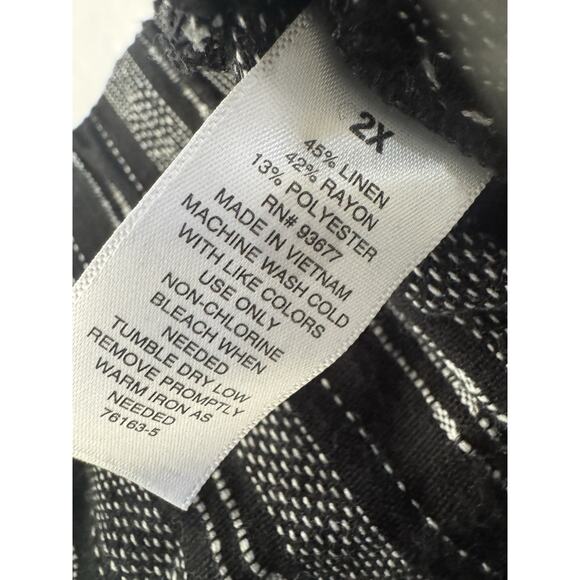 2X
45% LINEN
42% RAYON
13% POLYESTER
RN# 93677
MADE IN VIETNAM
MACHINE WASH COLD
WITH LIKE COLORS
USE ONLY
NON-CHLORINE
BLEACH WHEN
NEEDED
TUMBLE DRY LOW
REMOVE PROMPTLY
WARM IRON AS
NEEDED
76163-5